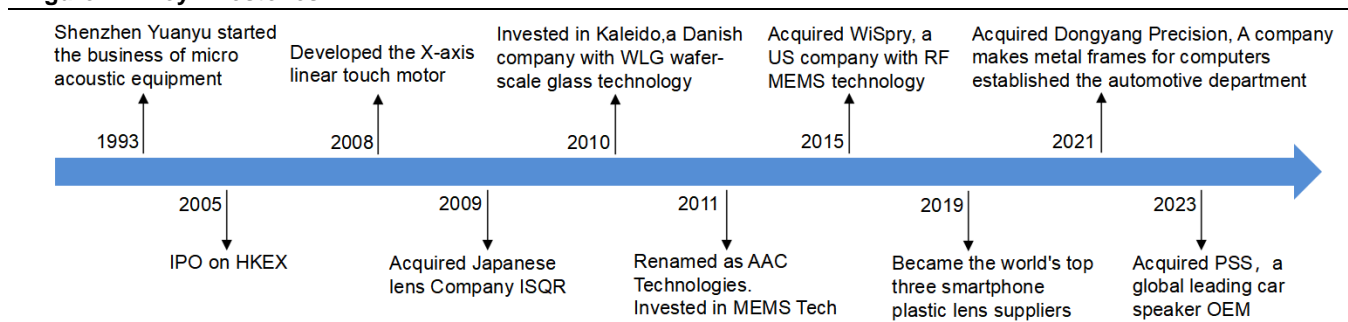 Shenzhen Yuanyu started
the business of micro
acoustic equipment
Developed the X-axis
linear touch motor
Invested in Kaleido,a Danish
company with WLG wafer-
scale glass technology
Acquired WiSpry, a
US company with RF
MEMS technology
Acquired Dongyang Precision, A company
makes metal frames for computers
established the automotive department
1993
2008
2010
2015
2021
2005
2009
2011
2019
2023
IPO on HKEX
Acquired Japanese
lens Company ISQR
Renamed as AAC
Technologies.
Invested in MEMS Tech
Became the world's top
three smartphone
plastic lens suppliers
Acquired PSS，a
global leading car
speaker OEM